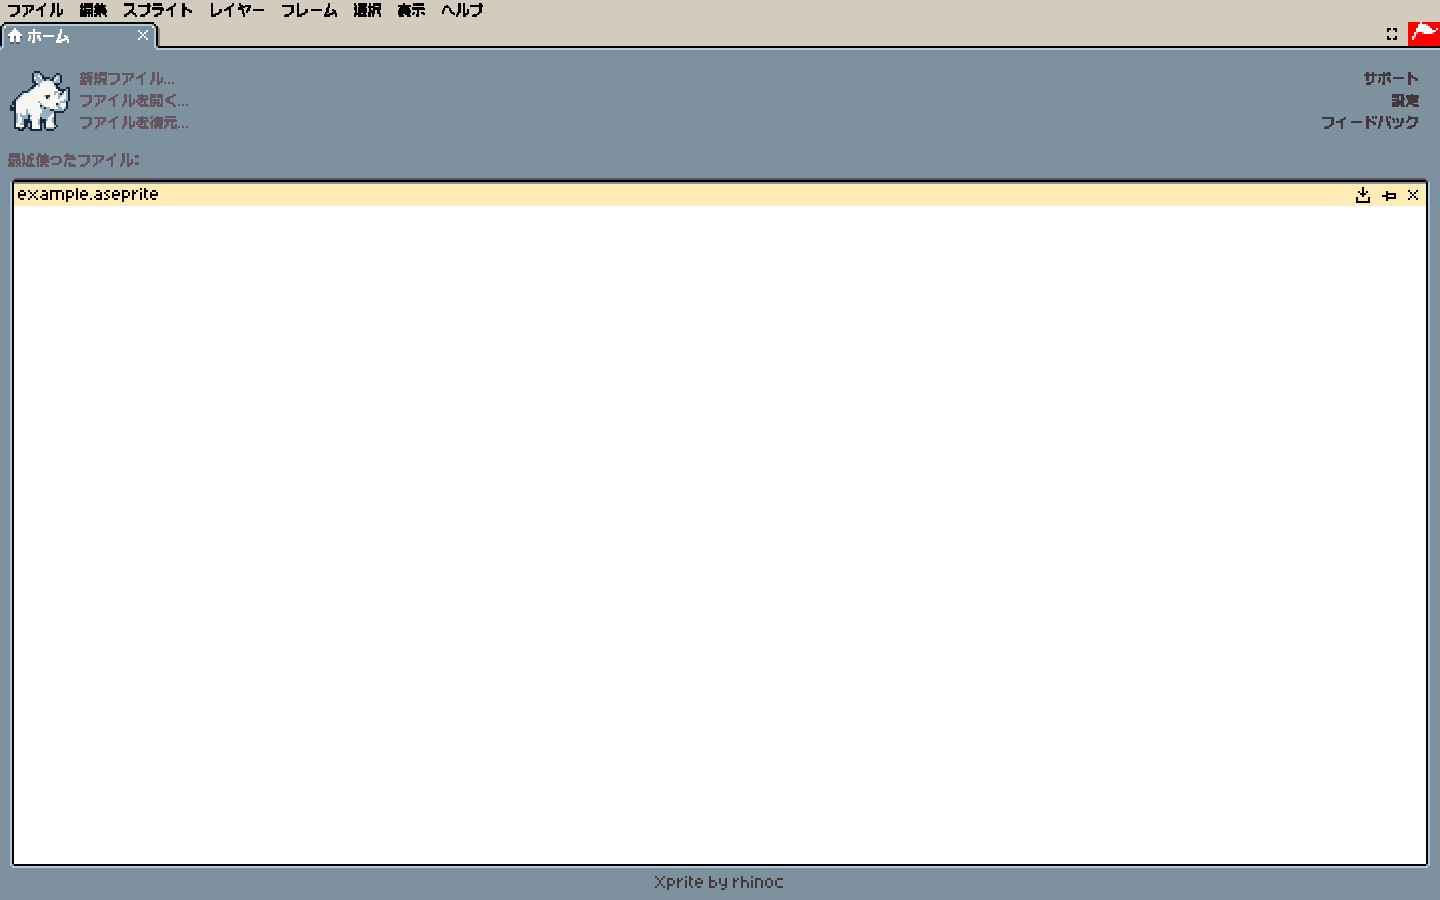 ファイル 編集 スプライト レイヤー フレーム 選択 表示 ヘルプ
ホーム
新規ファイル...
ファイルを開く...
ファイルを復元...
サポート
設定
フィードバック
最近使ったファイル:
example.aseprite
Xprite by rhinoc